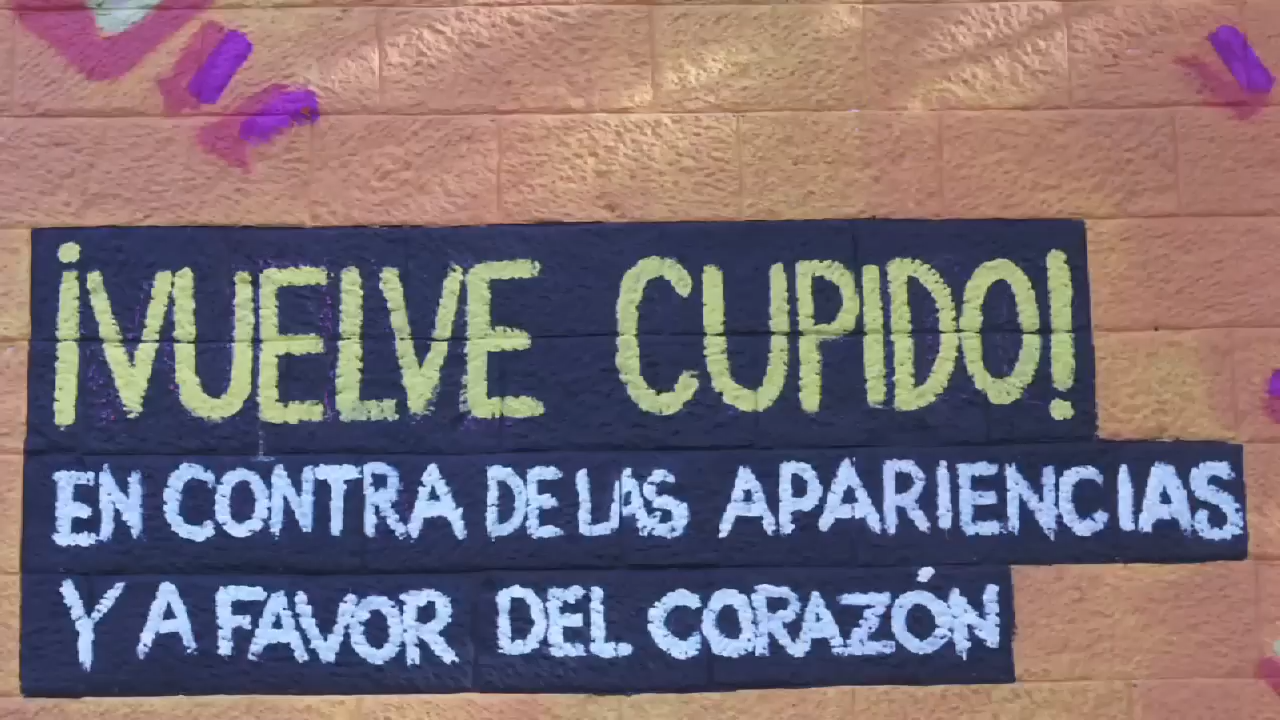 ¡VUELVE CUPIDO!
EN CONTRA DE LAS APARIENCIAS
Y A FAVOR DEL CORAZÓN